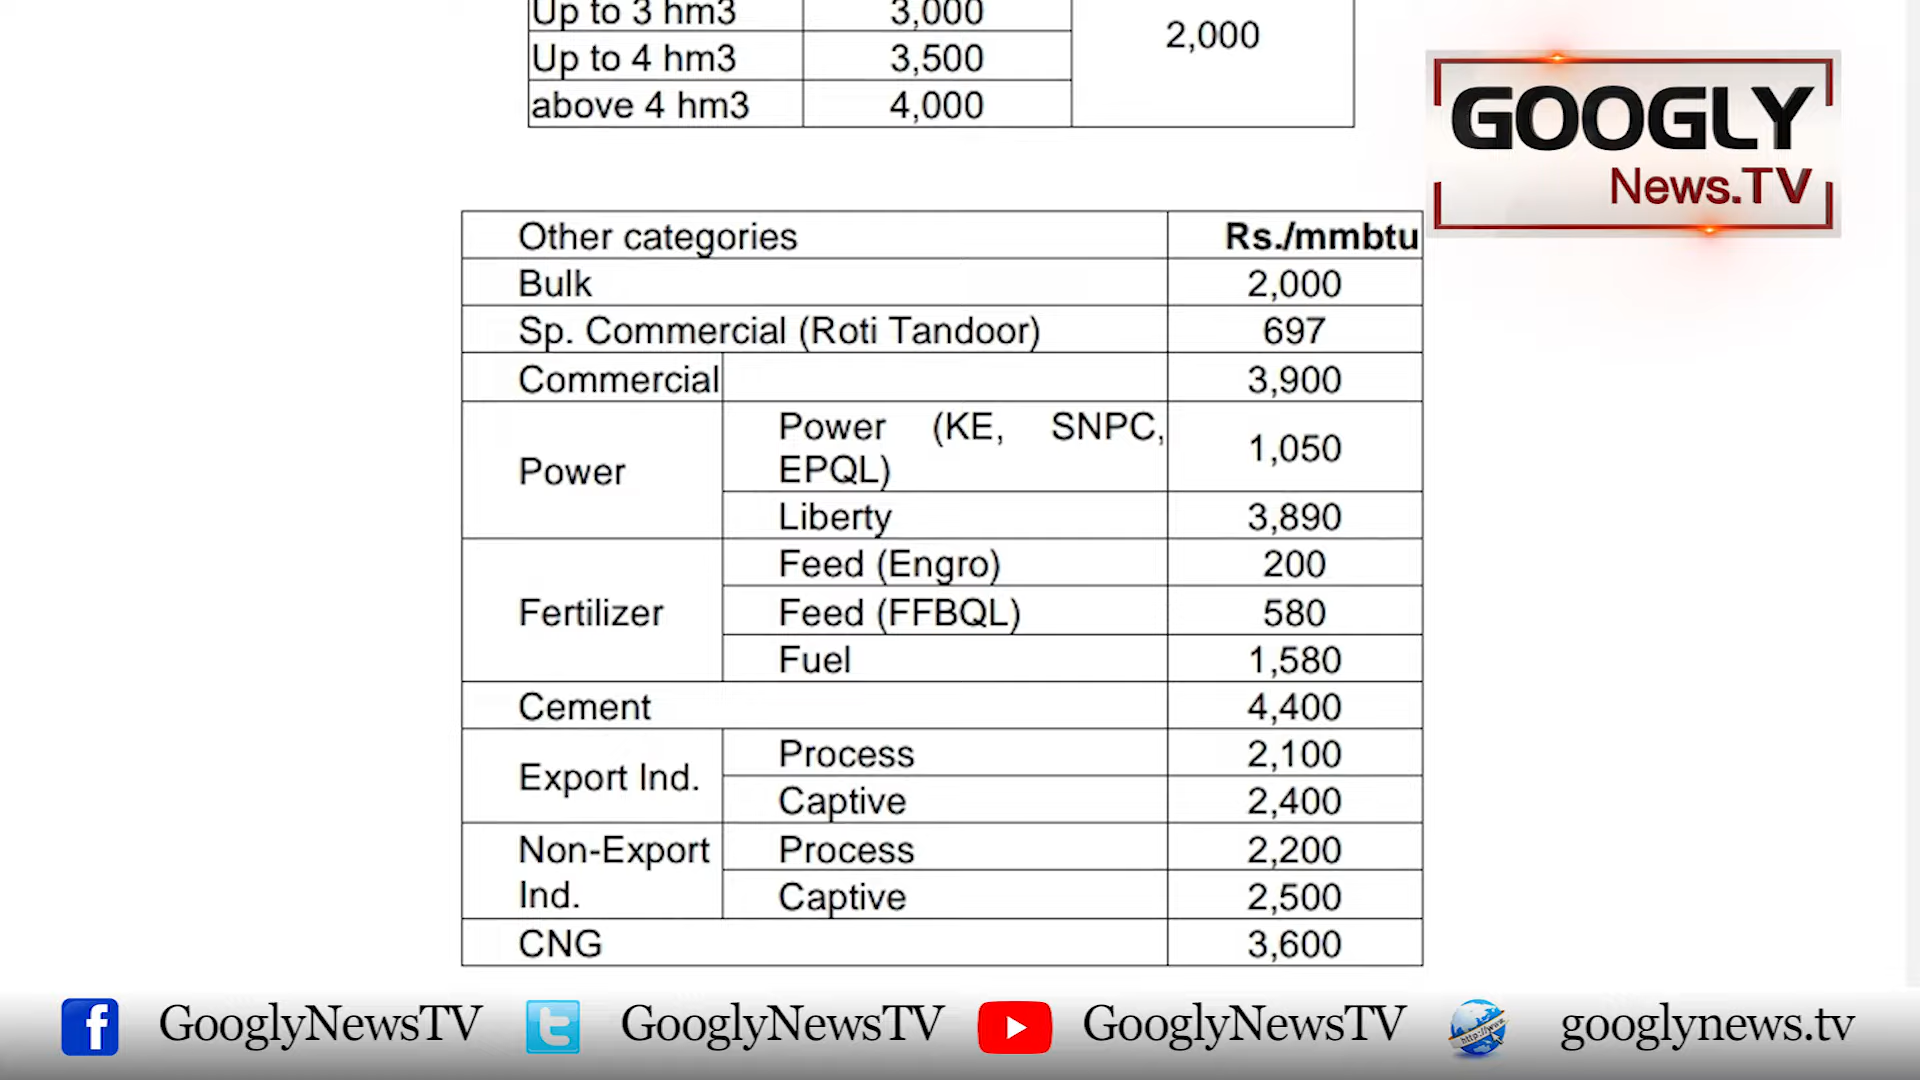 Up to 3 hm3 3,000
2,000
Up to 4 hm3 3,500
above 4 hm3 4,000
GOOGLY
News.TV
Other categories Rs./mmbtu
Bulk 2,000
Sp. Commercial (Roti Tandoor) 697
Commercial 3,900
Power
Power (KE, SNPC,
EPQL)
1,050
Liberty 3,890
Fertilizer
Feed (Engro) 200
Feed (FFBQL) 580
Fuel 1,580
Cement 4,400
Export Ind.
Process 2,100
Captive 2,400
Non-Export
Ind.
Process 2,200
Captive 2,500
CNG 3,600
GooglyNewsTV GooglyNewsTV GooglyNewsTV http://www. googlynews.tv